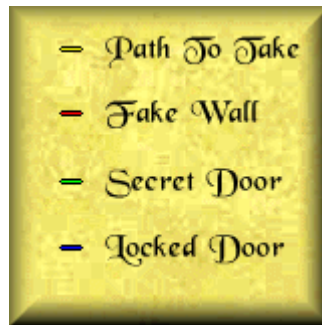 Path To Take
Fake Wall
Secret Door
Locked Door